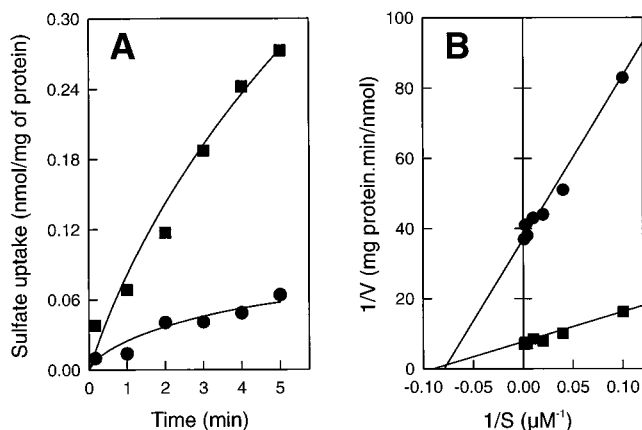 A
Sulfate uptake (nmol/mg of protein)
0.30
0.24
0.18
0.12
0.06
0.00
0 1 2 3 4 5
Time (min)
B
1/V (mg protein.min/nmol)
100
80
60
40
20
0
-0.10 -0.05 0.00 0.05 0.10
1/S (µM⁻¹)